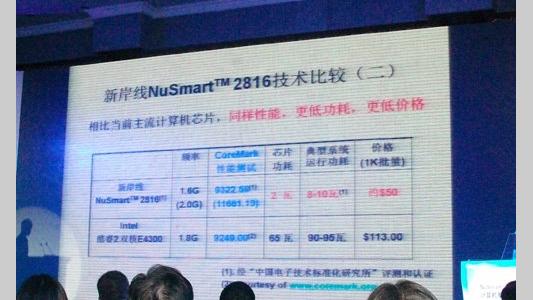 新岸线NuSmart™ 2816技术比较（二）
相比当前主流计算机芯片，同样性能，更低功耗，更低价格
频率 CoreMark 性能测试 芯片功耗 典型系统运行功耗 价格 (1K批量)
新岸线 NuSmart™ 2816(1) 1.6G (2.0G) 9322.58(1) (11661.19) 2 瓦 8-10瓦(1) 约$50
Intel 酷睿2双核E4300 1.8G 9249.00(2) 65 瓦 90-95瓦 $113.00
(1). 经“中国电子技术标准化研究所”评测和认证
courtesy of www.coremark.org